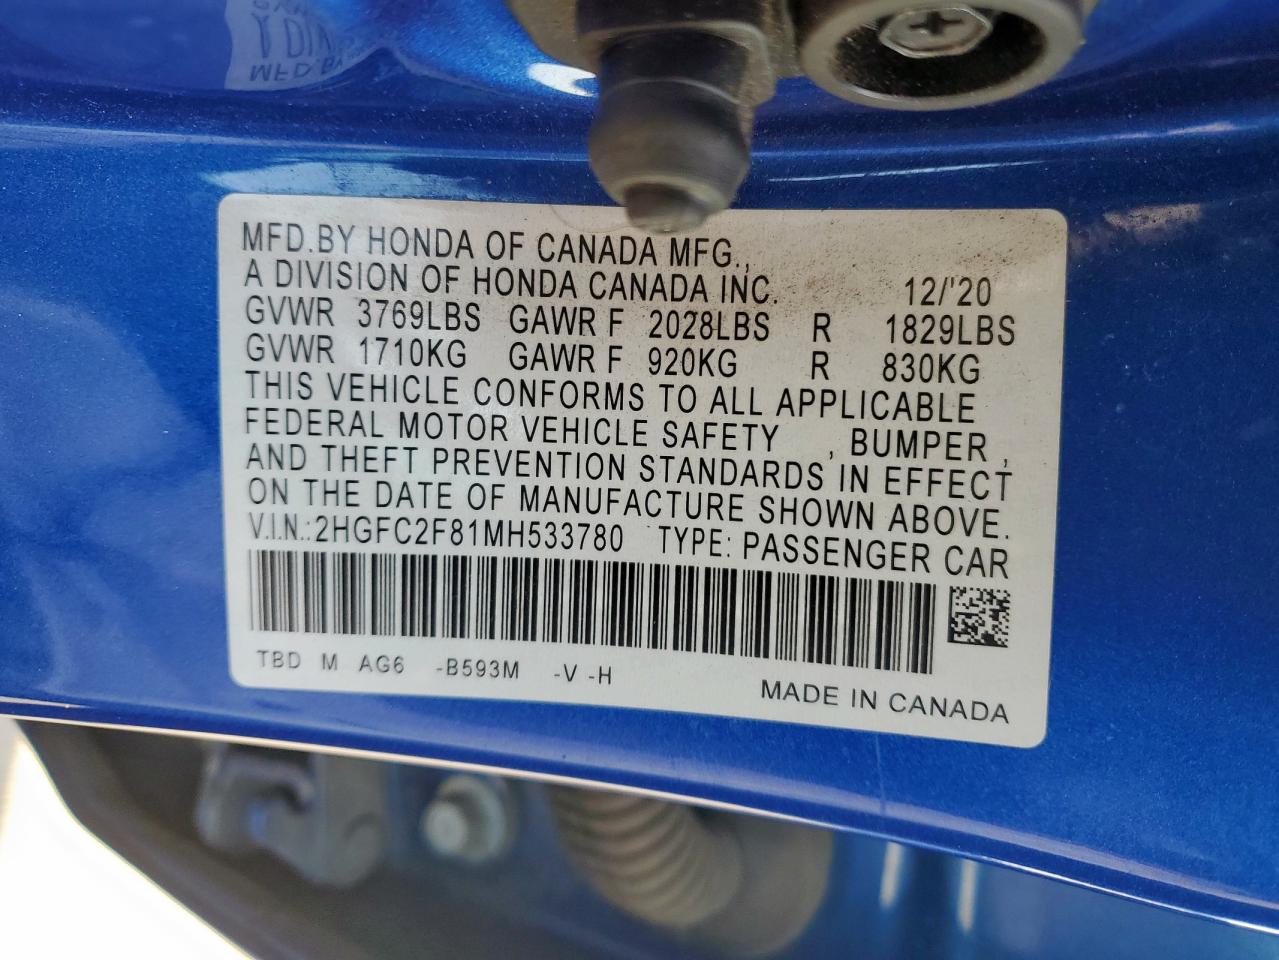 MFD.BY HONDA OF CANADA MFG.,
A DIVISION OF HONDA CANADA INC. 12/'20
GVWR 3769LBS GAWR F 2028LBS R 1829LBS
GVWR 1710KG GAWR F 920KG R 830KG
THIS VEHICLE CONFORMS TO ALL APPLICABLE
FEDERAL MOTOR VEHICLE SAFETY , BUMPER ,
AND THEFT PREVENTION STANDARDS IN EFFECT
ON THE DATE OF MANUFACTURE SHOWN ABOVE.
V.I.N.:2HGFC2F81MH533780 TYPE: PASSENGER CAR
TBD M AG6 -B593M -V -H
MADE IN CANADA